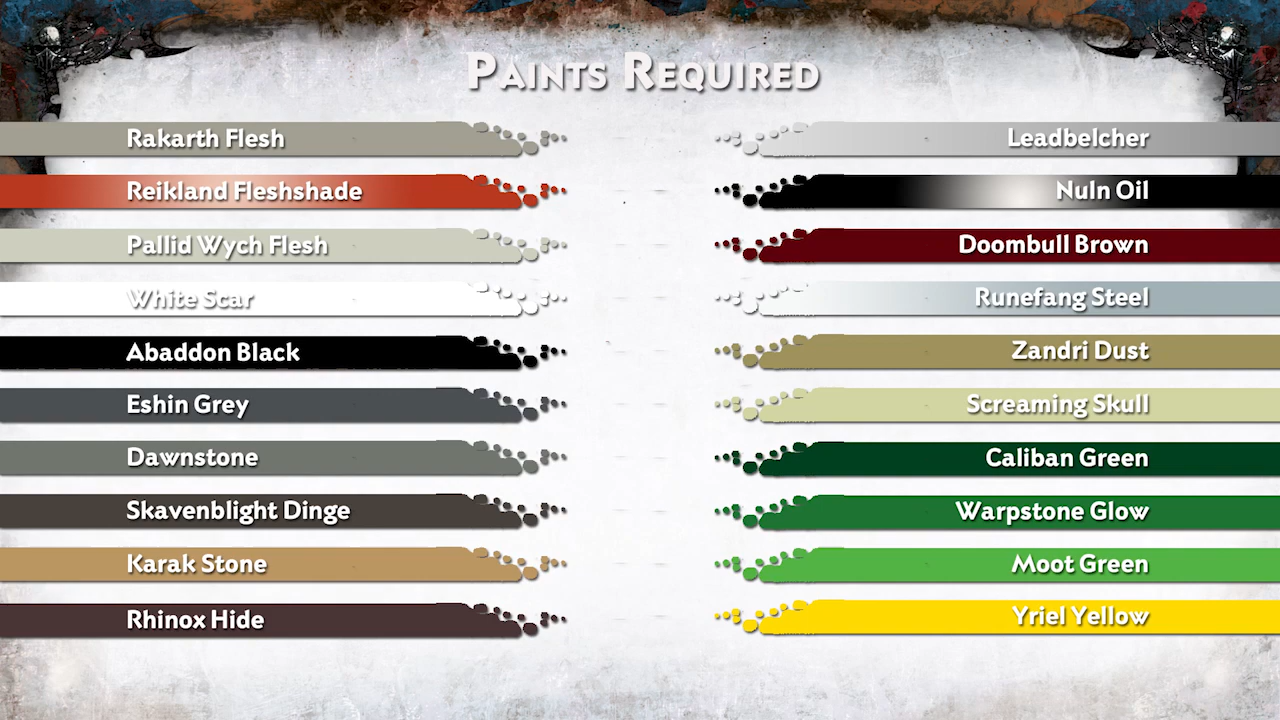 Paints Required
Rakarth Flesh
Reikland Fleshshade
Pallid Wych Flesh
White Scar
Abaddon Black
Eshin Grey
Dawnstone
Skavenblight Dinge
Karak Stone
Rhinox Hide
Leadbelcher
Nuln Oil
Doombull Brown
Runefang Steel
Zandri Dust
Screaming Skull
Caliban Green
Warpstone Glow
Moot Green
Yriel Yellow